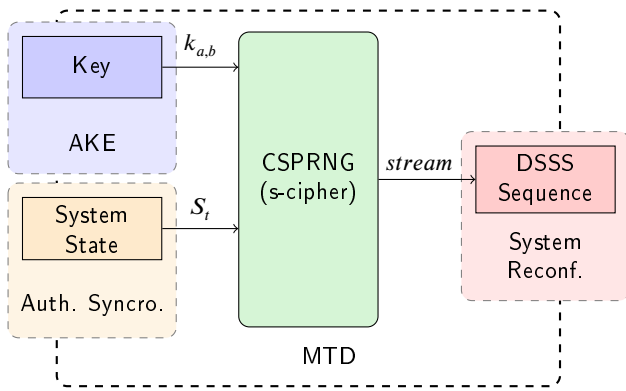 Key
k_{a,b}
AKE
System
State
S_t
Auth. Syncro.
CSPRNG
(s-cipher)
stream
DSSS
Sequence
System
Reconf.
MTD